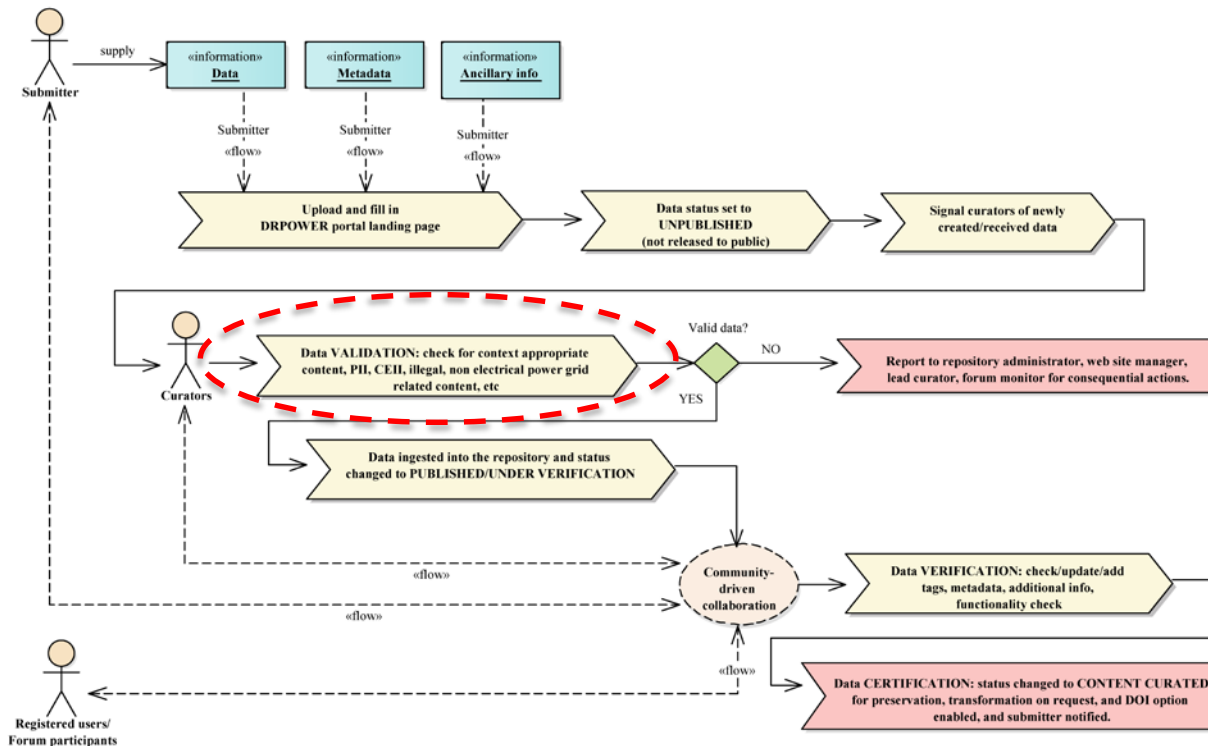 supply
Submitter
«information»
Data
«information»
Metadata
«information»
Ancillary info
Submitter
«flow»
Submitter
«flow»
Submitter
«flow»
Upload and fill in
DRPOWER portal landing page
Data status set to
UNPUBLISHED
(not released to public)
Signal curators of newly
created/received data
Curators
Data VALIDATION: check for context appropriate
content, PII, CEII, illegal, non electrical power grid
related content, etc
Valid data?
NO
YES
Report to repository administrator, web site manager,
lead curator, forum monitor for consequential actions.
Data ingested into the repository and status
changed to PUBLISHED/UNDER VERIFICATION
«flow»
«flow»
Community-
driven
collaboration
Data VERIFICATION: check/update/add
tags, metadata, additional info,
functionality check
«flow»
Registered users/
Forum participants
Data CERTIFICATION: status changed to CONTENT CURATED
for preservation, transformation on request, and DOI option
enabled, and submitter notified.